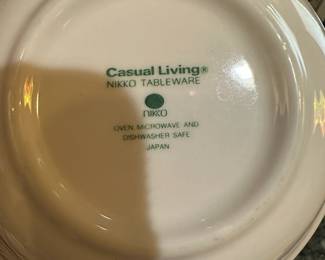 Casual Living®
NIKKO TABLEWARE
NIKKO
OVEN MICROWAVE AND
DISHWASHER SAFE
JAPAN